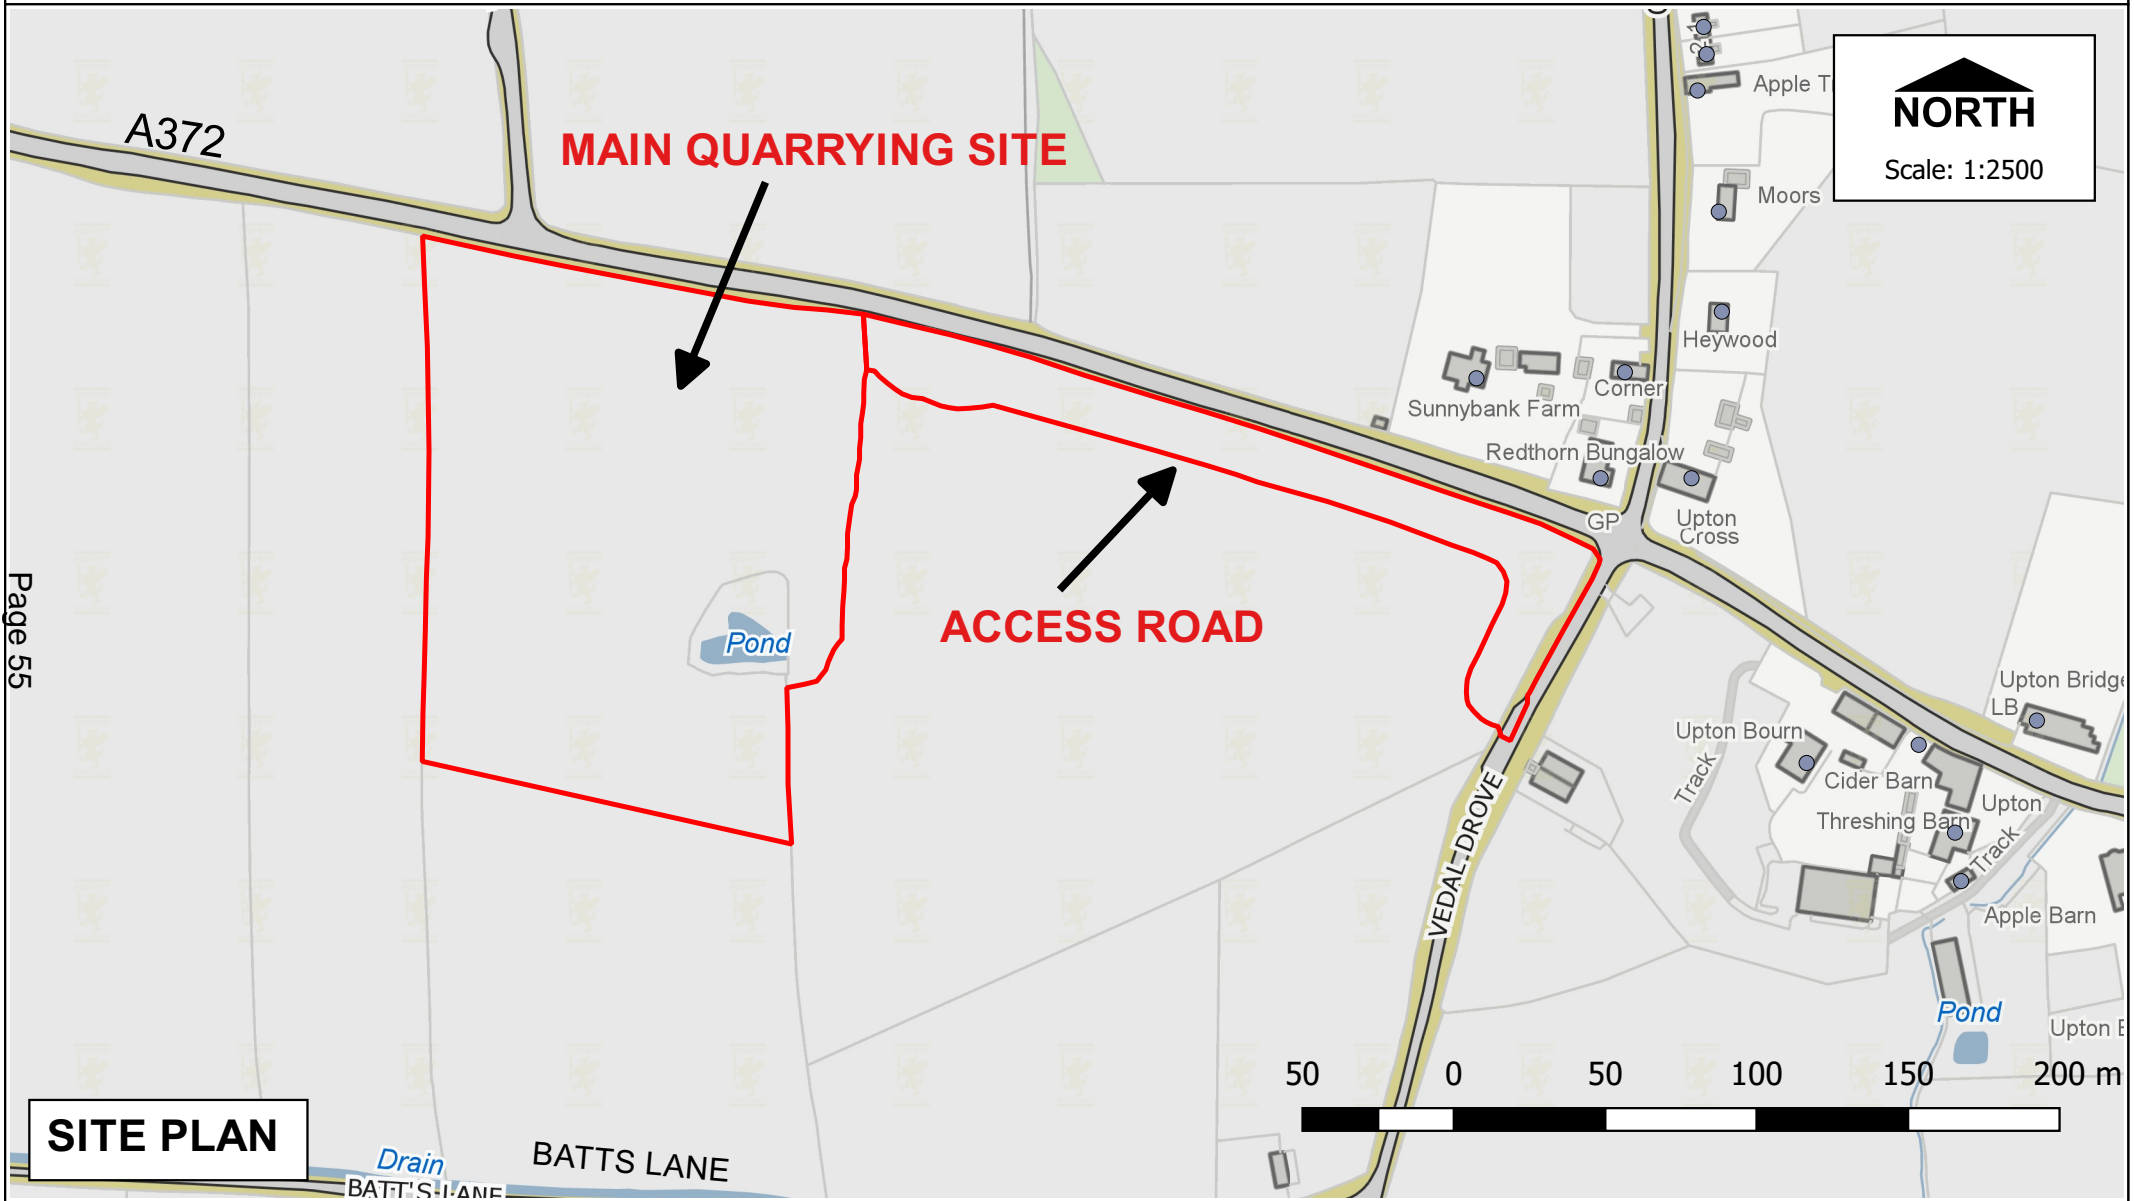 A372
MAIN QUARRYING SITE
NORTH
Scale: 1:2500
Moors
Heywood
Corner
Sunnybank Farm
Redthorn Bungalow
GP
Upton
Cross
ACCESS ROAD
Pond
Page 55
Upton Bridge
LB
Upton Bourn
Track
Cider Barn
Upton
Threshing Barn
Track
VEDAL DROVE
Apple Barn
Pond
Upton
50 0 50 100 150 200 m
SITE PLAN
Drain
BATTS LANE
BATT'S LANE